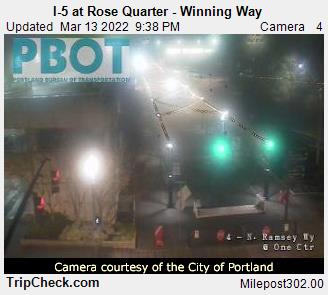 I-5 at Rose Quarter - Winning Way
Updated Mar 13 2022 9:38 PM Camera 4
PBOT
PORTLAND BUREAU OF TRANSPORTATION
4
4 - N. Ramsey Wy
@ One Ctr
Camera courtesy of the City of Portland
TripCheck.com Milepost302.00